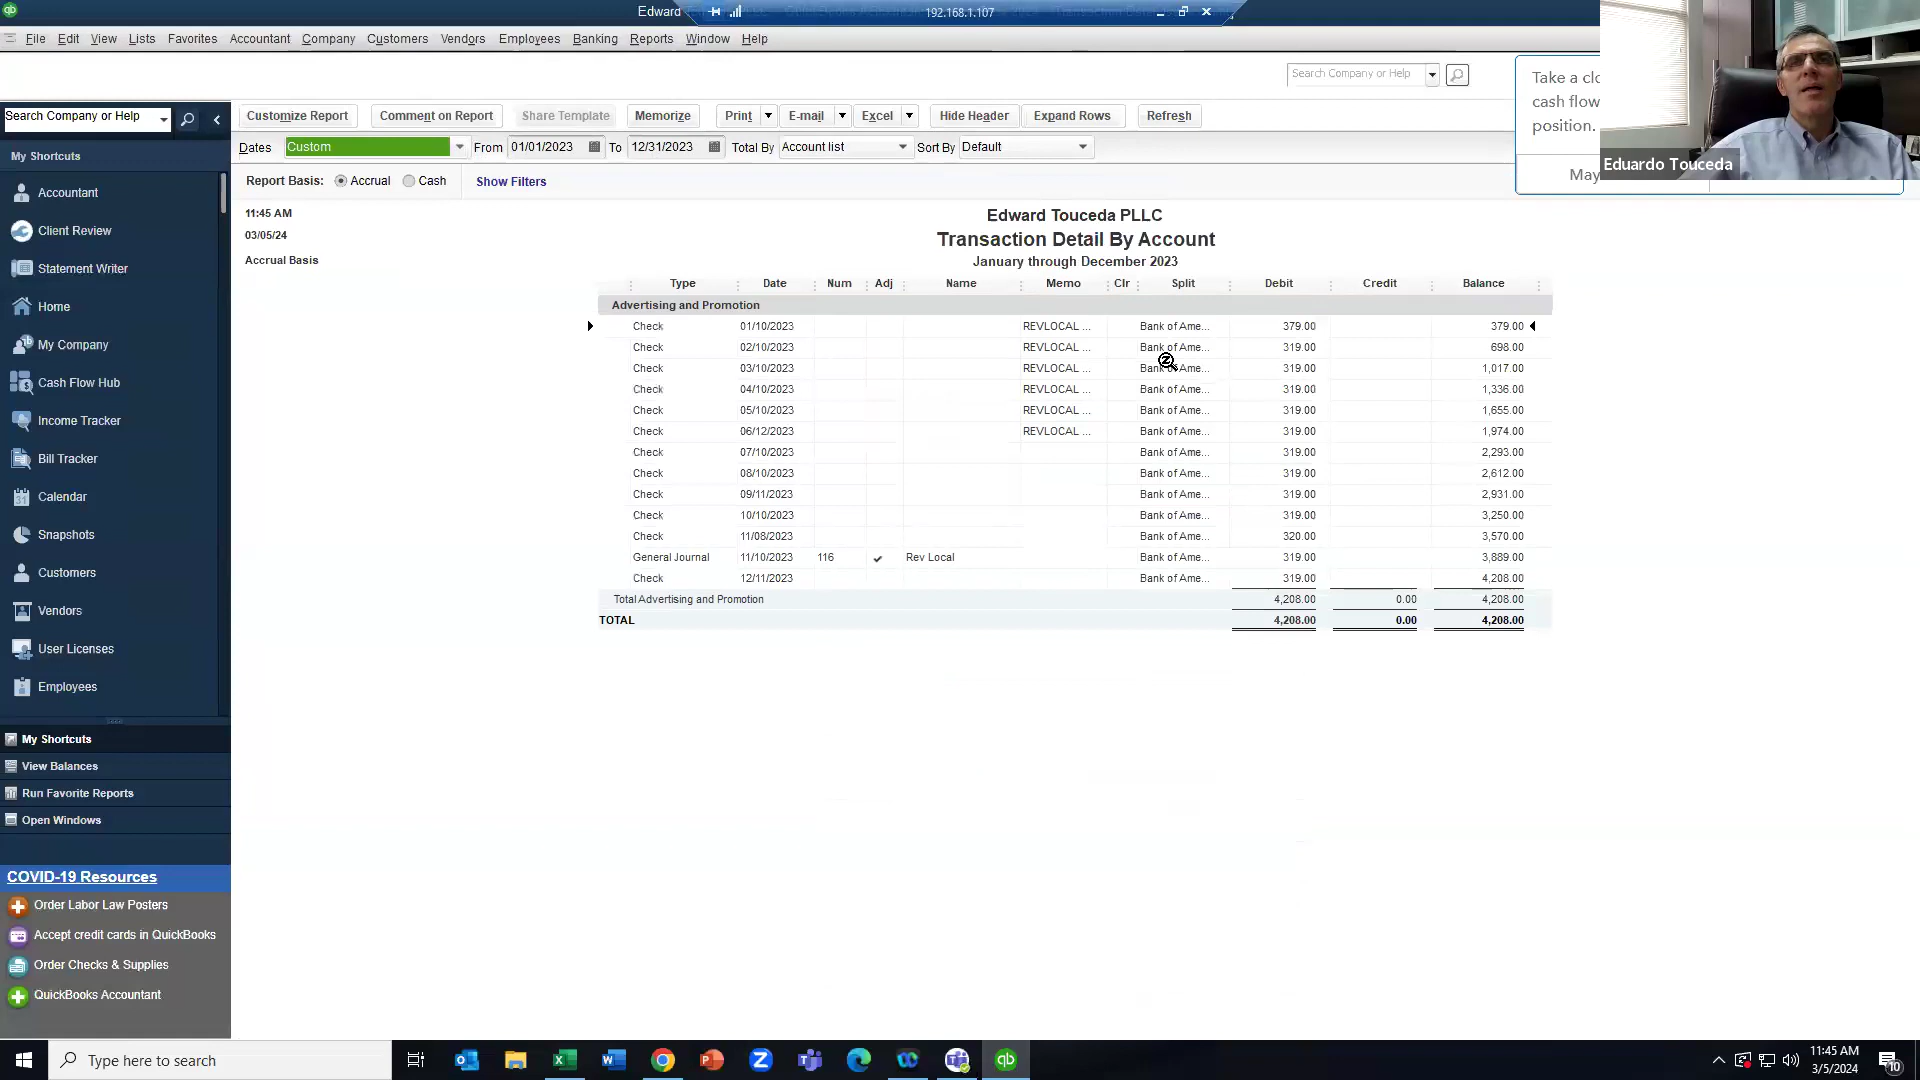 Edward
192.168.1.107
File Edit View Lists Favorites Accountant Company Customers Vendors Employees Banking Reports Window Help
Search Company or Help
Take a clo
cash flow
position.
May
Eduardo Touceda
Search Company or Help
My Shortcuts
Accountant
Client Review
Statement Writer
Home
My Company
Cash Flow Hub
Income Tracker
Bill Tracker
Calendar
Snapshots
Customers
Vendors
User Licenses
Employees
My Shortcuts
View Balances
Run Favorite Reports
Open Windows
COVID-19 Resources
Order Labor Law Posters
Accept credit cards in QuickBooks
Order Checks & Supplies
QuickBooks Accountant
Customize Report Comment on Report Share Template Memorize Print E-mail Excel Hide Header Expand Rows Refresh
Dates Custom From 01/01/2023 To 12/31/2023 Total By Account list Sort By Default
Report Basis: Accrual Cash Show Filters
11:45 AM
03/05/24
Accrual Basis
Edward Touceda PLLC
Transaction Detail By Account
January through December 2023
Type Date Num Adj Name Memo Clr Split Debit Credit Balance
Advertising and Promotion
Check 01/10/2023 REVLOCAL ... Bank of Ame... 379.00 379.00
Check 02/10/2023 REVLOCAL ... Bank of Ame... 319.00 698.00
Check 03/10/2023 REVLOCAL ... Bank of Ame... 319.00 1,017.00
Check 04/10/2023 REVLOCAL ... Bank of Ame... 319.00 1,336.00
Check 05/10/2023 REVLOCAL ... Bank of Ame... 319.00 1,655.00
Check 06/12/2023 REVLOCAL ... Bank of Ame... 319.00 1,974.00
Check 07/10/2023 Bank of Ame... 319.00 2,293.00
Check 08/10/2023 Bank of Ame... 319.00 2,612.00
Check 09/11/2023 Bank of Ame... 319.00 2,931.00
Check 10/10/2023 Bank of Ame... 319.00 3,250.00
Check 11/08/2023 Bank of Ame... 320.00 3,570.00
General Journal 11/10/2023 116 ✓ Rev Local Bank of Ame... 319.00 3,889.00
Check 12/11/2023 Bank of Ame... 319.00 4,208.00
Total Advertising and Promotion 4,208.00 0.00 4,208.00
TOTAL 4,208.00 0.00 4,208.00
Type here to search
11:45 AM
3/5/2024
10